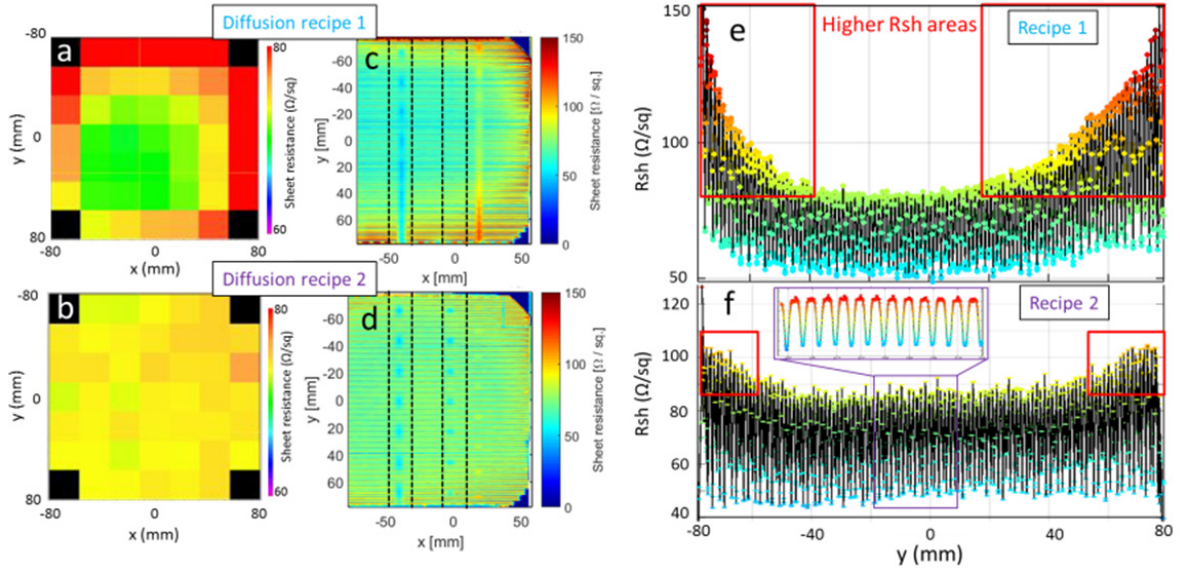 Diffusion recipe 1
a
-80
0
80
y (mm)
-80
0
80
x (mm)
80
60
Sheet resistance (Ω/sq)
c
-60
-40
-20
0
20
40
60
y [mm]
-50
0
50
x [mm]
150
100
50
0
Sheet resistance [Ω / sq.]
Diffusion recipe 2
b
-80
0
80
y (mm)
-80
0
80
x (mm)
80
60
Sheet resistance (Ω/sq)
d
-60
-40
-20
0
20
40
60
y [mm]
-50
0
50
x [mm]
150
100
50
0
Sheet resistance [Ω / sq.]
e
Higher Rsh areas
Recipe 1
150
100
50
Rsh (Ω/sq)
f
Recipe 2
120
100
80
60
40
Rsh (Ω/sq)
-80
-40
0
40
80
y (mm)